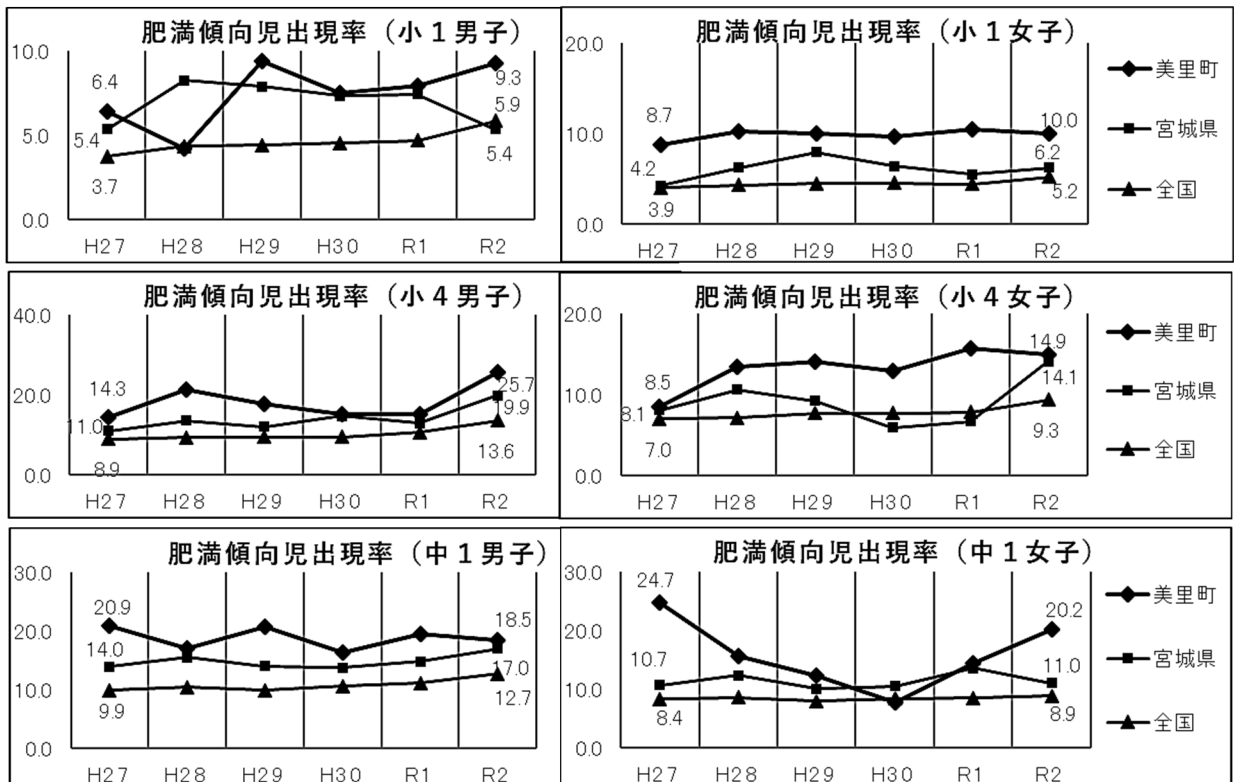 肥満傾向児出現率（小１男子）
10.0
5.0
0.0
6.4
5.4
3.7
9.3
5.9
5.4
H27 H28 H29 H30 R1 R2
肥満傾向児出現率（小１女子）
20.0
10.0
0.0
8.7
4.2
3.9
10.0
6.2
5.2
H27 H28 H29 H30 R1 R2
美里町
宮城県
全国
肥満傾向児出現率（小４男子）
40.0
20.0
0.0
14.3
11.0
8.9
25.7
19.9
13.6
H27 H28 H29 H30 R1 R2
肥満傾向児出現率（小４女子）
20.0
10.0
0.0
8.5
8.1
7.0
14.9
14.1
9.3
H27 H28 H29 H30 R1 R2
美里町
宮城県
全国
肥満傾向児出現率（中１男子）
30.0
20.0
10.0
0.0
20.9
14.0
9.9
18.5
17.0
12.7
H27 H28 H29 H30 R1 R2
肥満傾向児出現率（中１女子）
30.0
20.0
10.0
0.0
24.7
10.7
8.4
20.2
11.0
8.9
H27 H28 H29 H30 R1 R2
美里町
宮城県
全国